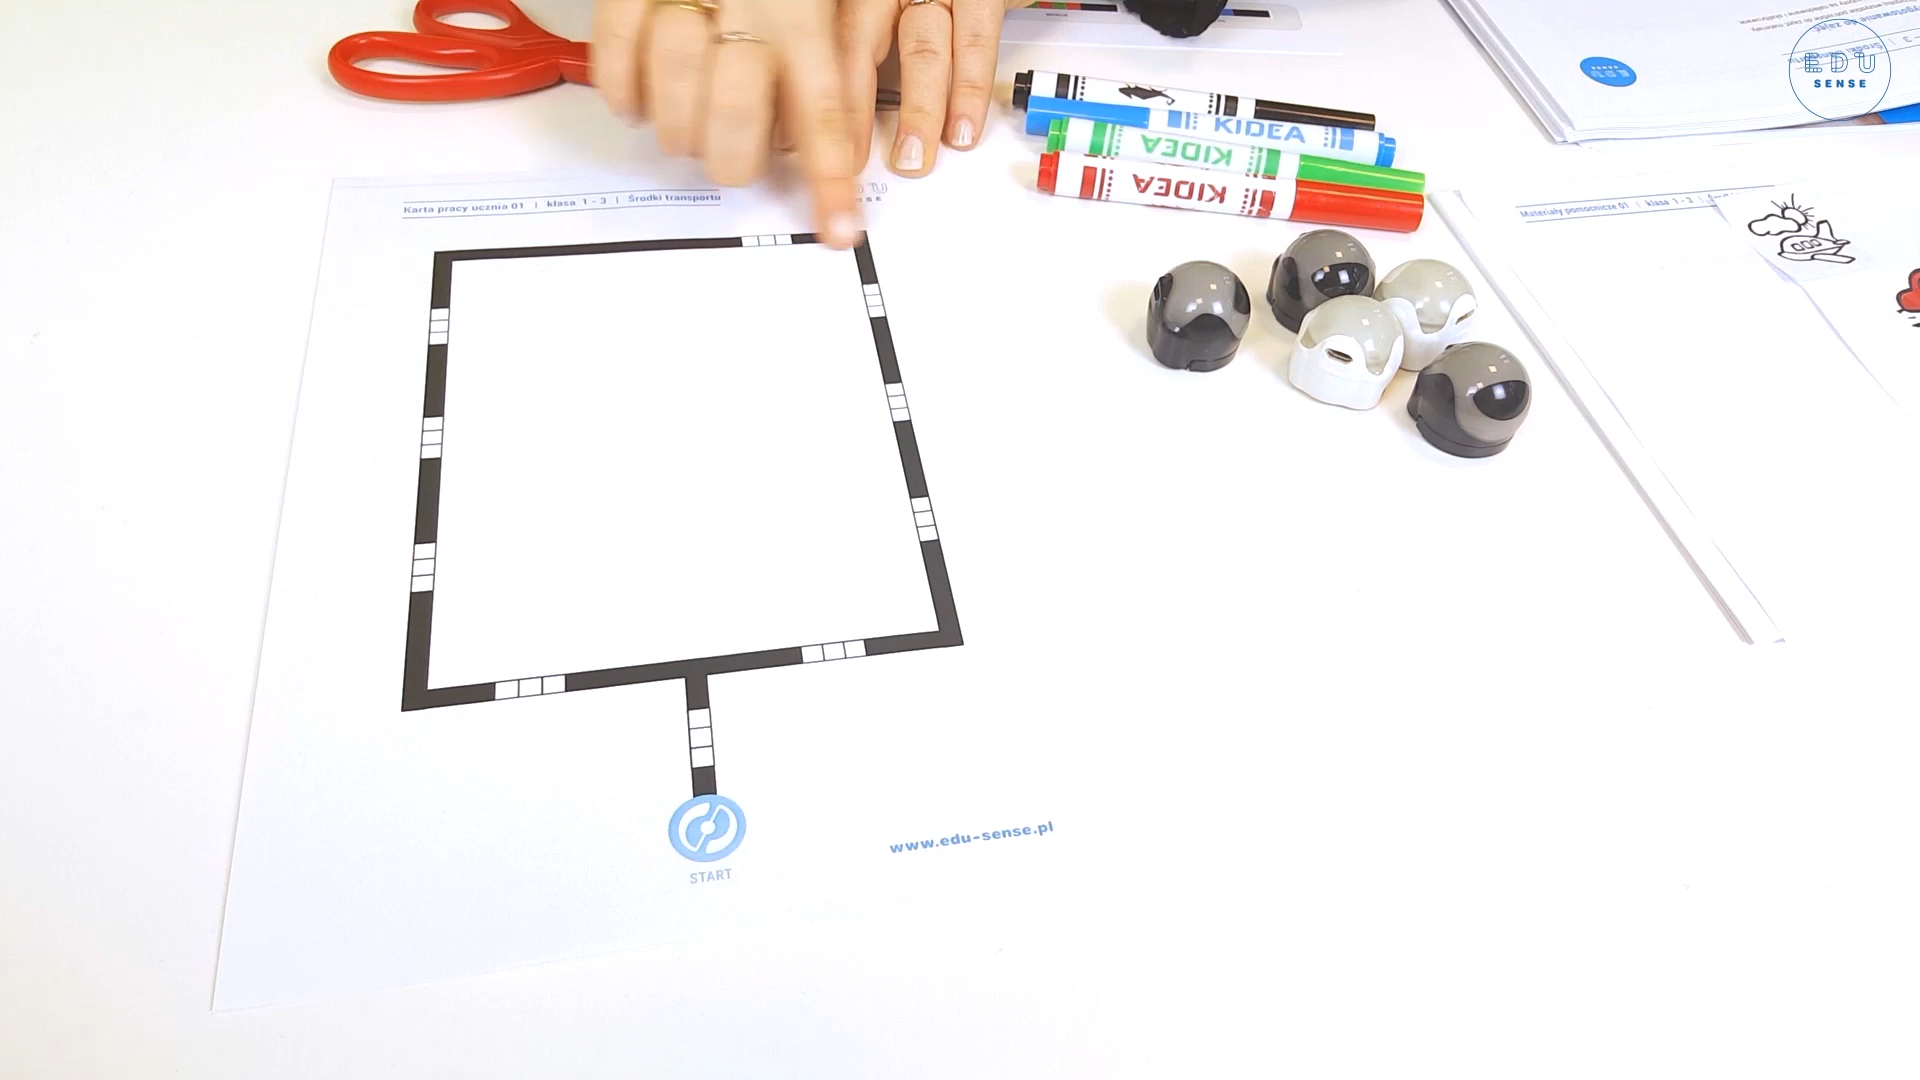 Karta pracy ucznia 01 | klasa 1 - 3 | Środki transportu
KIDEA
KIDEA
KIDEA
Materiały pomocnicze 01 | klasa 1 - 3 |
START
www.edu-sense.pl
EDU
SENSE